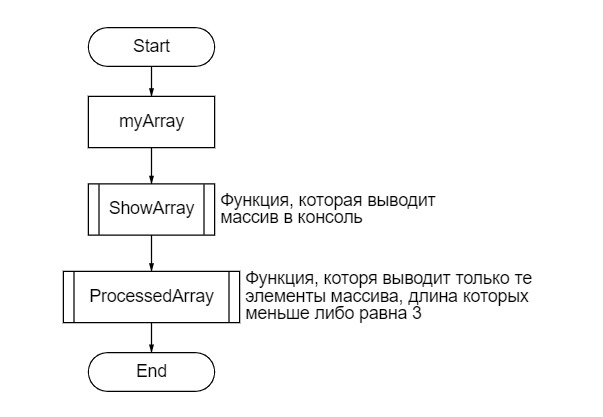 Start
myArray
ShowArray
Функция, которая выводит
массив в консоль
ProcessedArray
Функция, которя выводит только те
элементы массива, длина которых
меньше либо равна 3
End